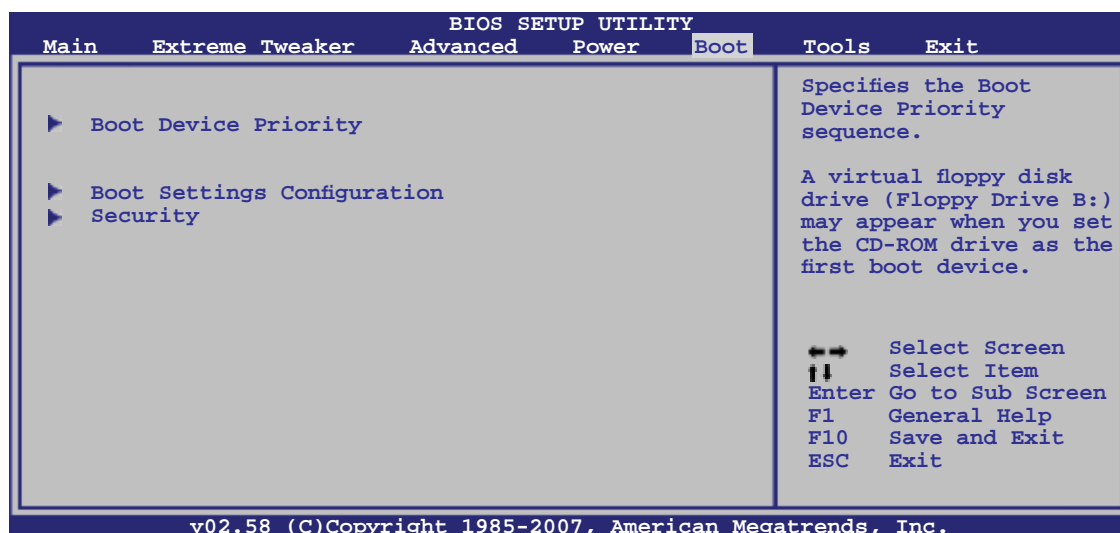 BIOS SETUP UTILITY
Main Extreme Tweaker Advanced Power Boot Tools Exit
Boot Device Priority
Boot Settings Configuration
Security
Specifies the Boot
Device Priority
sequence.
A virtual floppy disk
drive (Floppy Drive B:)
may appear when you set
the CD-ROM drive as the
first boot device.
←→ Select Screen
↑↓ Select Item
Enter Go to Sub Screen
F1 General Help
F10 Save and Exit
ESC Exit
v02.58 (C)Copyright 1985-2007, American Megatrends, Inc.